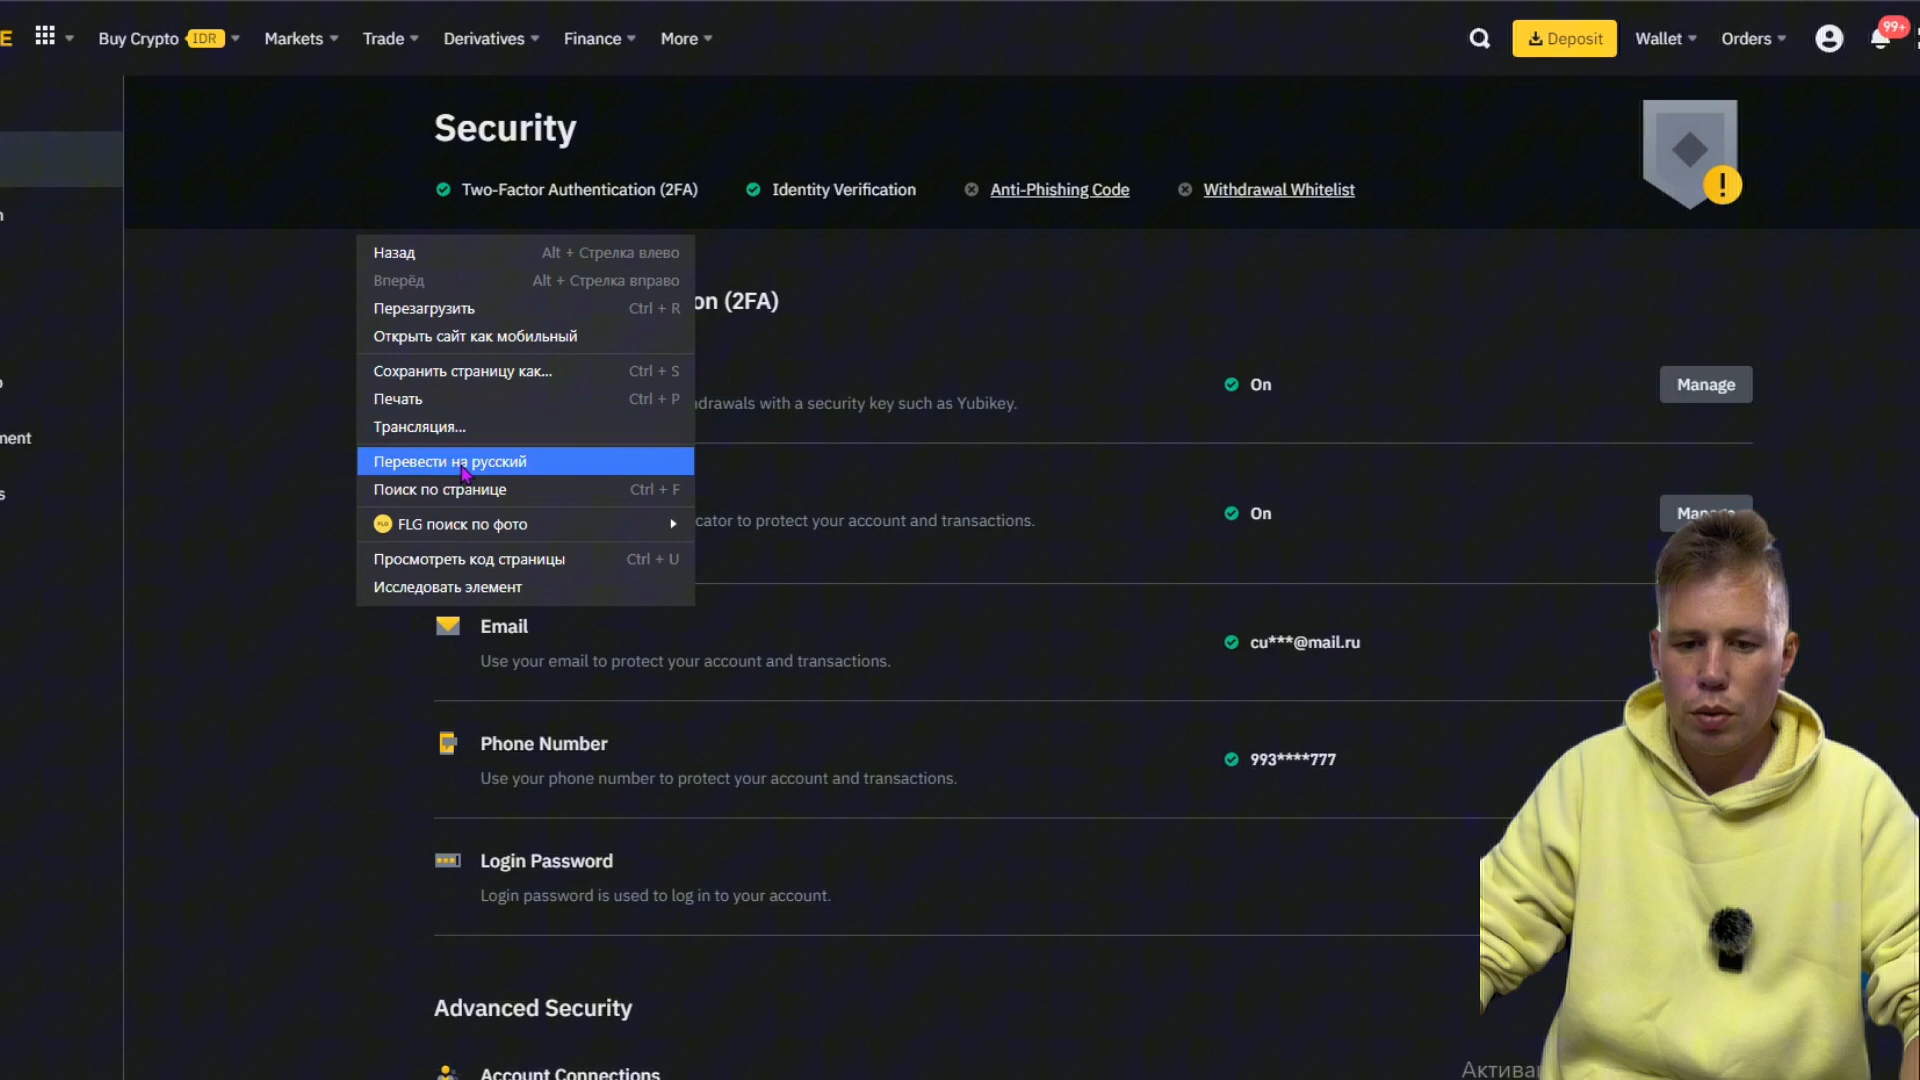 E Buy Crypto IDR Markets Trade Derivatives Finance More Deposit Wallet Orders 99+
Security
Two-Factor Authentication (2FA) Identity Verification Anti-Phishing Code Withdrawal Whitelist
!
n
Назад Alt + Стрелка влево
Вперёд Alt + Стрелка вправо
on (2FA)
Перезагрузить Ctrl + R
Открыть сайт как мобильный
Сохранить страницу как... Ctrl + S
On Manage
Печать Ctrl + P
hdrawals with a security key such as Yubikey.
Трансляция...
ment
Перевести на русский
Поиск по странице Ctrl + F
s
On
FLG поиск по фото
cator to protect your account and transactions.
Просмотреть код страницы Ctrl + U
Исследовать элемент
Email
cu***@mail.ru
Use your email to protect your account and transactions.
Phone Number
993****777
Use your phone number to protect your account and transactions.
Login Password
Login password is used to log in to your account.
Advanced Security
Account Connections